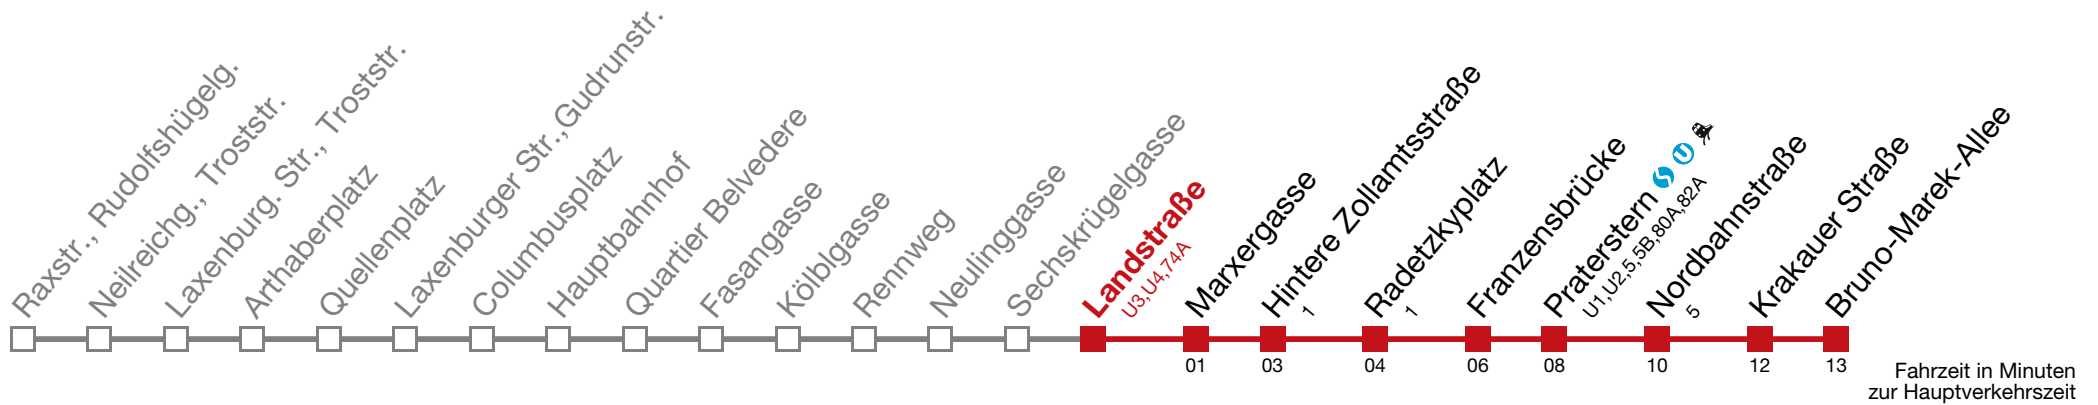 Raxstr., Rudolfshügelg.
Neilreichg., Troststr.
Laxenburg. Str., Troststr.
Arthaberplatz
Quellenplatz
Laxenburger Str.,Gudrunstr.
Columbusplatz
Hauptbahnhof
Quartier Belvedere
Fasangasse
Kölblgasse
Rennweg
Neulinggasse
Sechskrügelgasse
Landstraße
U3,U4,74A
Marxergasse
Hintere Zollamtsstraße
1
Radetzkyplatz
1
Franzensbrücke
Praterstern S U
U1,U2,5,5B,80A,82A
Nordbahnstraße
5
Krakauer Straße
Bruno-Marek-Allee
01 03 04 06 08 10 12 13
Fahrzeit in Minuten
zur Hauptverkehrszeit